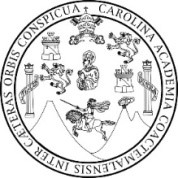 CAROLINA ACADEMIA COACTEMALENSIS INTER CÆTERAS ORBIS CONSPICUA